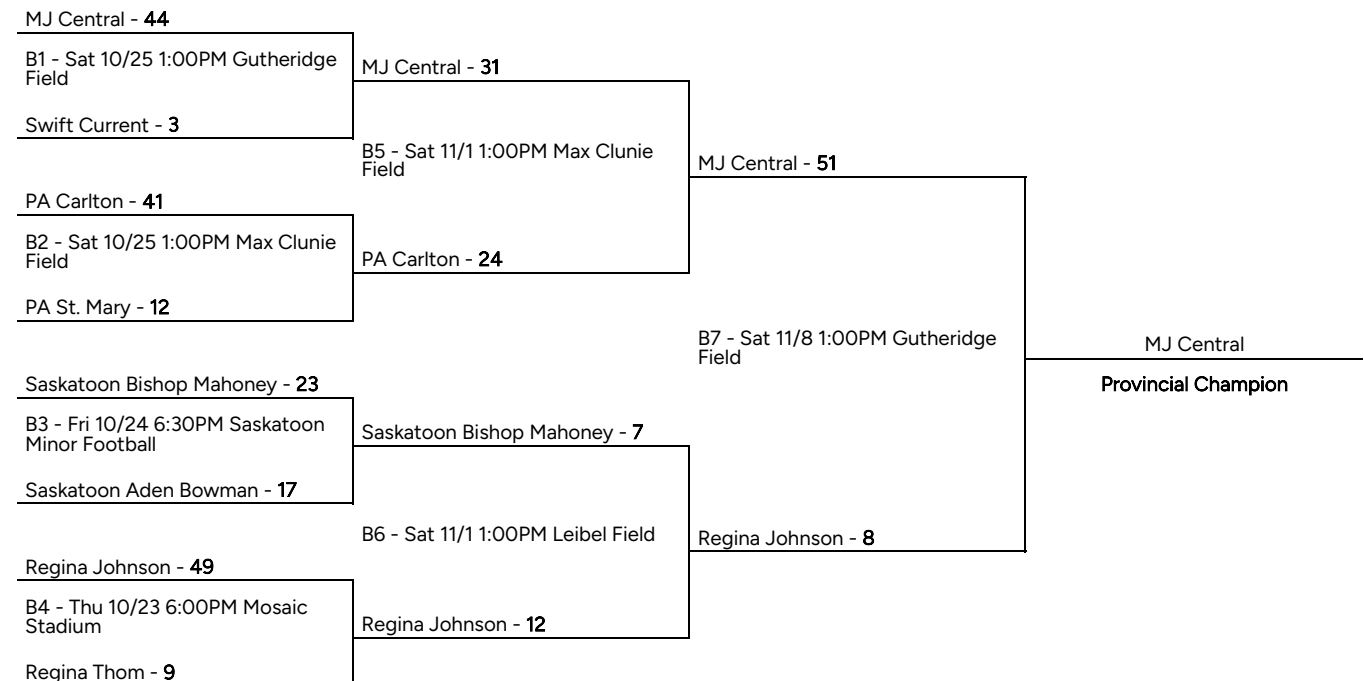 MJ Central - 44
B1 - Sat 10/25 1:00PM Gutheridge
Field
Swift Current - 3
PA Carlton - 41
B2 - Sat 10/25 1:00PM Max Clunie
Field
PA St. Mary - 12
Saskatoon Bishop Mahoney - 23
B3 - Fri 10/24 6:30PM Saskatoon
Minor Football
Saskatoon Aden Bowman - 17
Regina Johnson - 49
B4 - Thu 10/23 6:00PM Mosaic
Stadium
Regina Thom - 9
MJ Central - 31
B5 - Sat 11/1 1:00PM Max Clunie
Field
PA Carlton - 24
Saskatoon Bishop Mahoney - 7
B6 - Sat 11/1 1:00PM Leibel Field
Regina Johnson - 12
MJ Central - 51
B7 - Sat 11/8 1:00PM Gutheridge
Field
Regina Johnson - 8
MJ Central
Provincial Champion